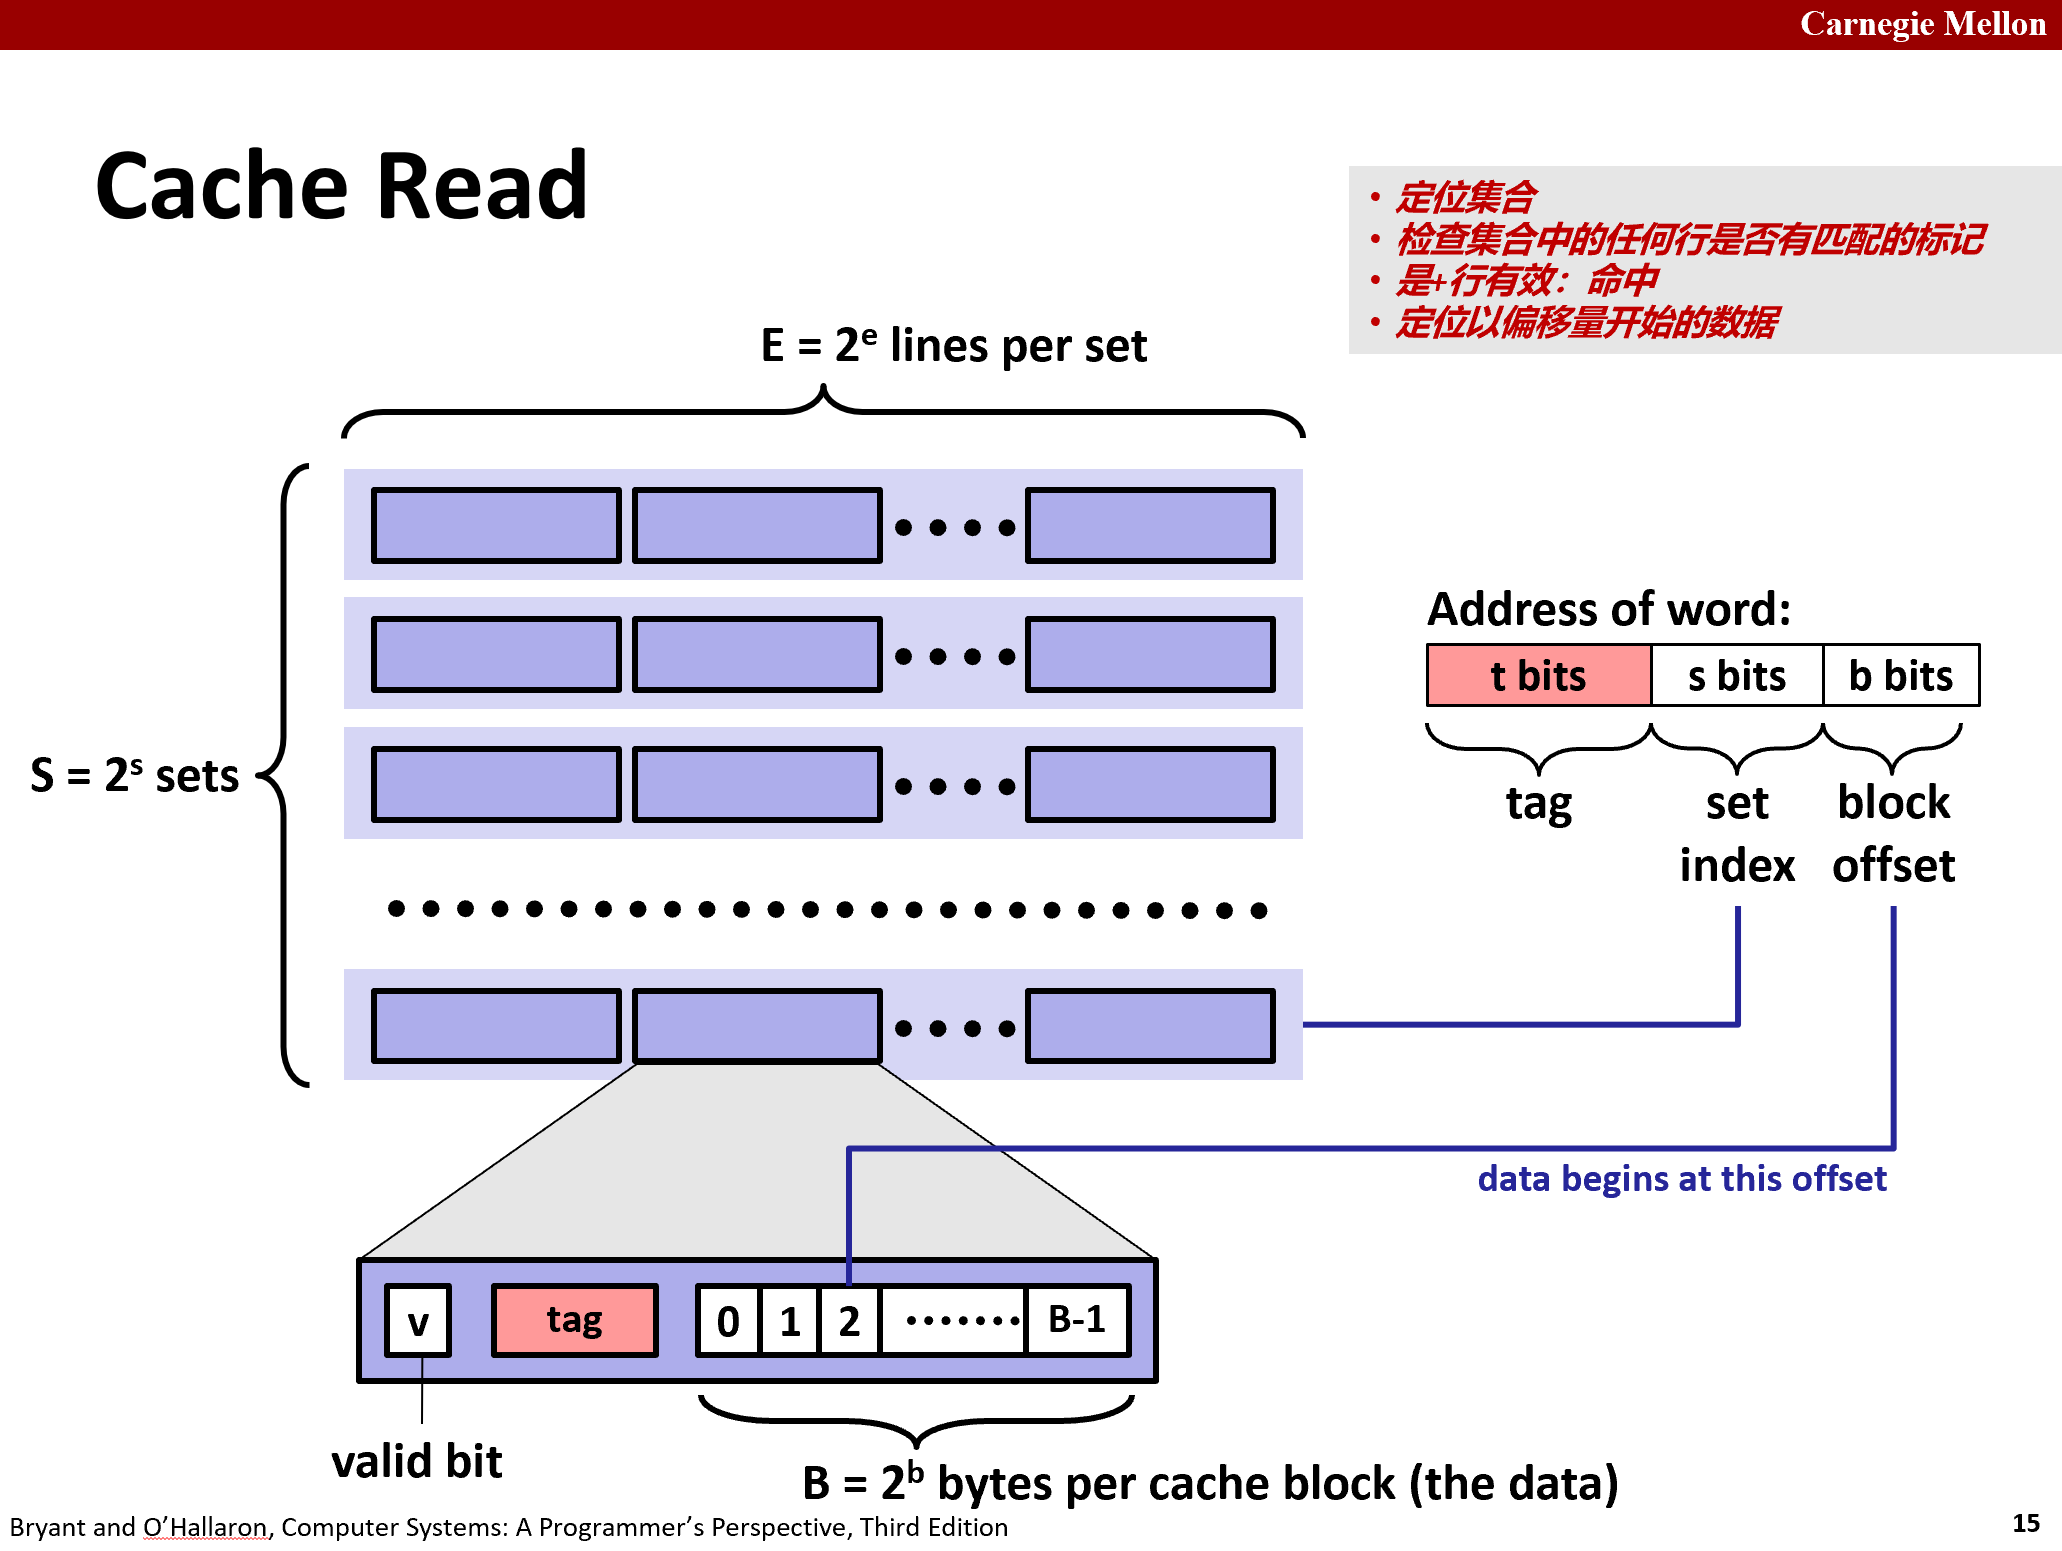 Carnegie Mellon
Cache Read
• 定位集合
• 检查集合中的任何行是否有匹配的标记
• 是+行有效：命中
• 定位以偏移量开始的数据
E = 2ᵉ lines per set
S = 2ˢ sets
Address of word:
t bits s bits b bits
tag set index block offset
data begins at this offset
v tag 0 1 2 ······· B-1
valid bit
B = 2ᵇ bytes per cache block (the data)
Bryant and O’Hallaron, Computer Systems: A Programmer’s Perspective, Third Edition
15